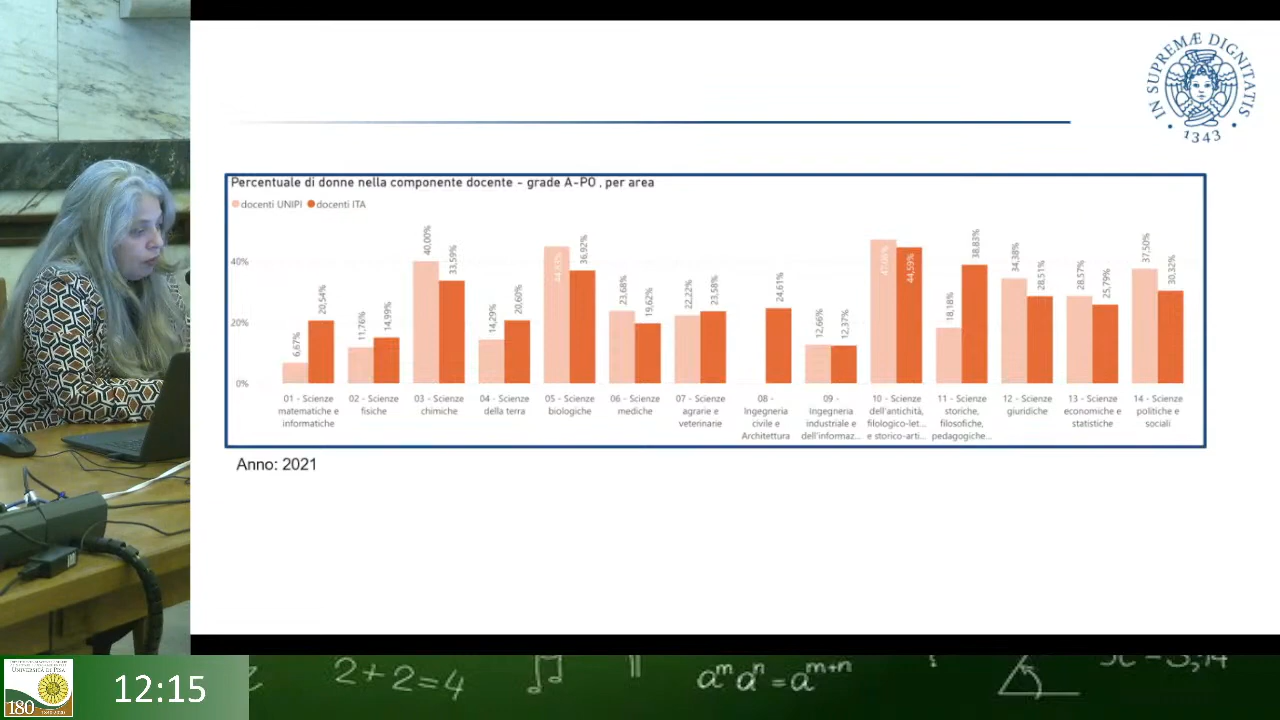 IN SUPREMÆ DIGNITATIS
1343
Percentuale di donne nella componente docente - grade A-PO , per area
docenti UNIPI docenti ITA
40%
20%
0%
6,67% 20,54%
11,76% 14,99%
40,00% 33,59%
14,29% 20,60%
36,92%
23,68% 19,62%
22,22% 23,58%
24,61%
12,66% 12,37%
44,59%
18,18% 38,83%
34,38% 28,51%
28,57% 25,79%
37,50% 30,32%
01 - Scienze
matematiche e
informatiche
02 - Scienze
fisiche
03 - Scienze
chimiche
04 - Scienze
della terra
05 - Scienze
biologiche
06 - Scienze
mediche
07 - Scienze
agrarie e
veterinarie
08 -
Ingegneria
civile e
Architettura
09 -
Ingegneria
industriale e
dell'informaz...
10 - Scienze
dell'antichità,
filologico-let...
e storico-arti...
11 - Scienze
storiche,
filosofiche,
pedagogiche...
12 - Scienze
giuridiche
13 - Scienze
economiche e
statistiche
14 - Scienze
politiche e
sociali
Anno: 2021
UNIVERSITÀ DI PISA
180
12:15
2+2=4
aᵐaⁿ=aᵐ⁺ⁿ